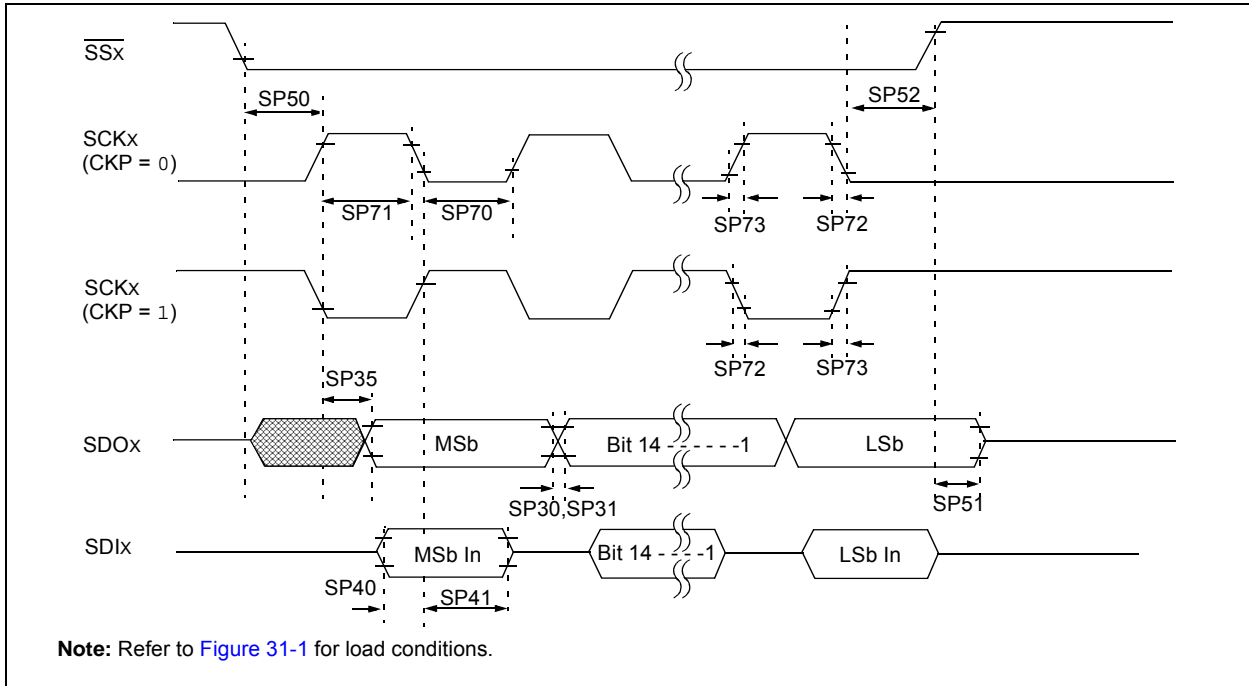 SSx
SP50
SP52
SCKx
(CKP = 0)
SP71
SP70
SP73
SP72
SCKx
(CKP = 1)
SP72
SP73
SP35
SDOx
MSb
Bit 14 - - - - - -1
LSb
SP30,SP31
SP51
SDIx
MSb In
Bit 14 - - - -1
LSb In
SP40
SP41
Note: Refer to Figure 31-1 for load conditions.